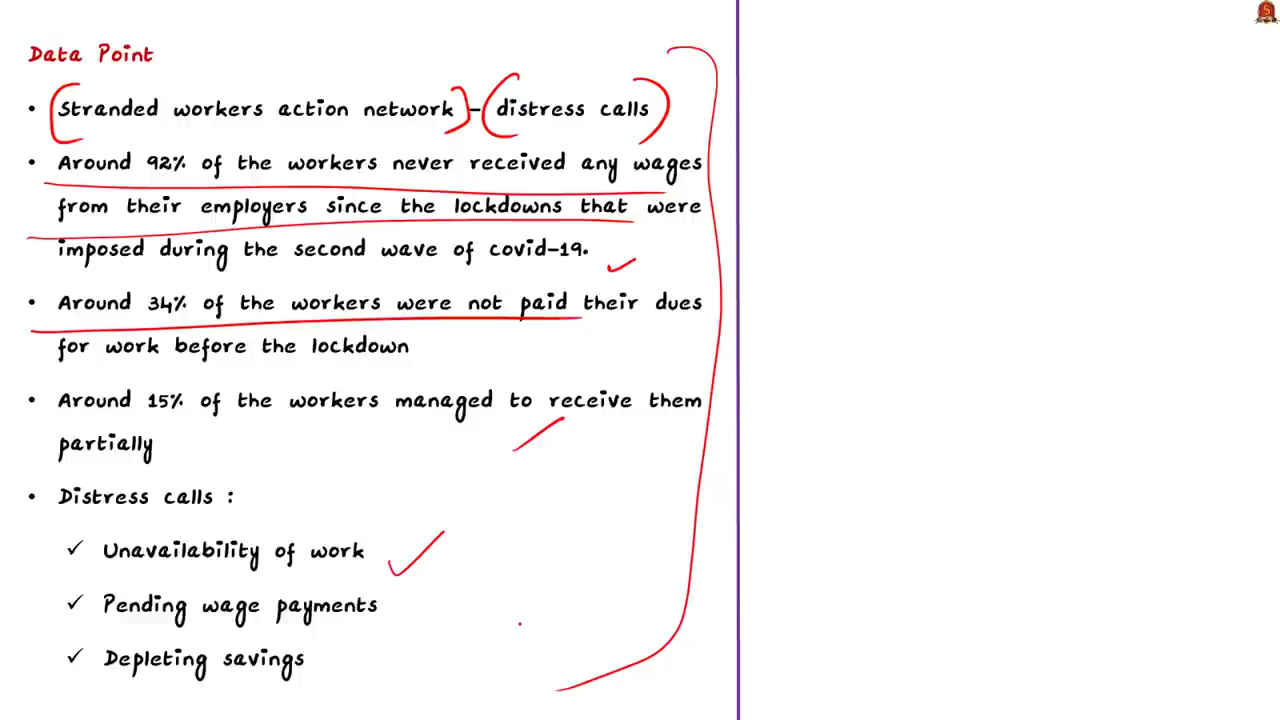 Data Point
• Stranded workers action network - distress calls
• Around 92% of the workers never received any wages
from their employers since the lockdowns that were
imposed during the second wave of covid-19.
• Around 34% of the workers were not paid their dues
for work before the lockdown
• Around 15% of the workers managed to receive them
partially
• Distress calls :
✓ Unavailability of work
✓ Pending wage payments
✓ Depleting savings